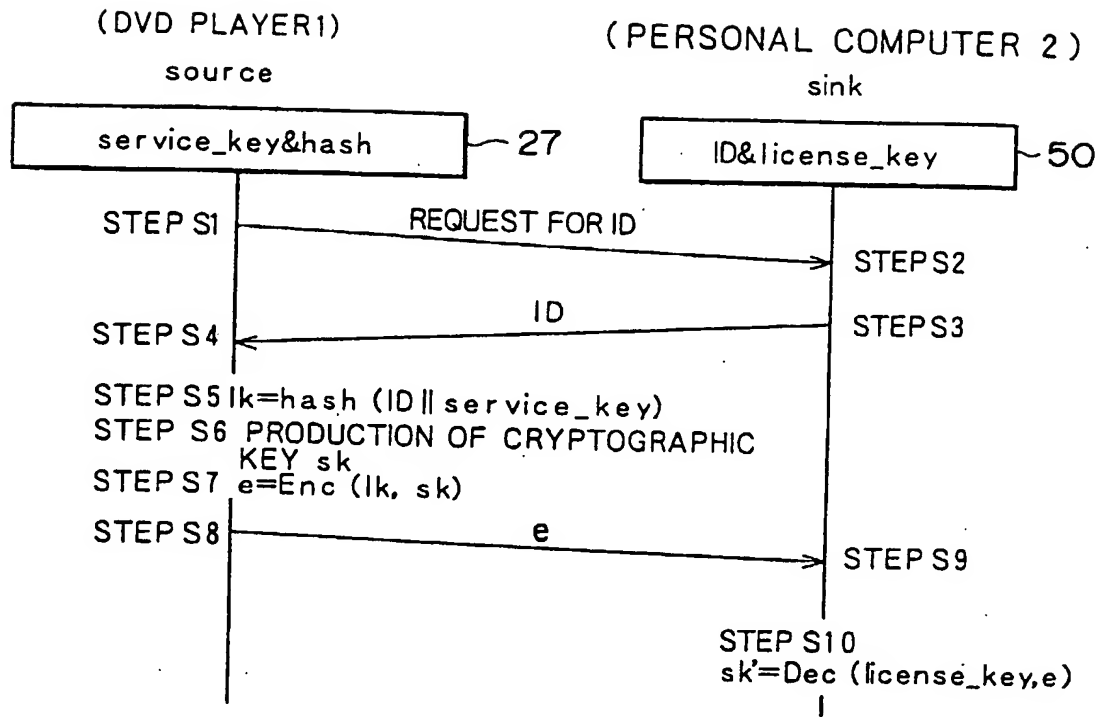 (DVD PLAYER1)
(PERSONAL COMPUTER 2)
source
sink
service_key&hash
27
ID&license_key
50
STEP S1
REQUEST FOR ID
STEP S2
ID
STEP S3
STEP S4
STEP S5 lk=hash (ID || service_key)
STEP S6 PRODUCTION OF CRYPTOGRAPHIC
KEY sk
STEP S7 e=Enc (lk, sk)
STEP S8
e
STEP S9
STEP S10
sk'=Dec (license_key,e)